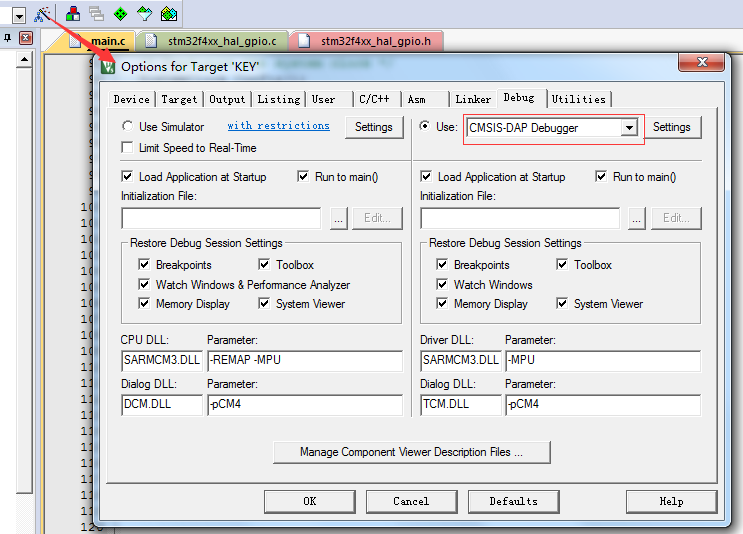 main.c stm32f4xx_hal_gpio.c stm32f4xx_hal_gpio.h
Options for Target 'KEY'
Device Target Output Listing User C/C++ Asm Linker Debug Utilities
Use Simulator with restrictions Settings Use: CMSIS-DAP Debugger Settings
Limit Speed to Real-Time
Load Application at Startup Run to main() Load Application at Startup Run to main()
Initialization File: Initialization File:
... Edit... ... Edit...
Restore Debug Session Settings Restore Debug Session Settings
Breakpoints Toolbox Breakpoints Toolbox
Watch Windows & Performance Analyzer Watch Windows
Memory Display System Viewer Memory Display System Viewer
CPU DLL: Parameter: Driver DLL: Parameter:
SARMCM3.DLL -REMAP -MPU SARMCM3.DLL -MPU
Dialog DLL: Parameter: Dialog DLL: Parameter:
DCM.DLL -pCM4 TCM.DLL -pCM4
Manage Component Viewer Description Files ...
OK Cancel Defaults Help